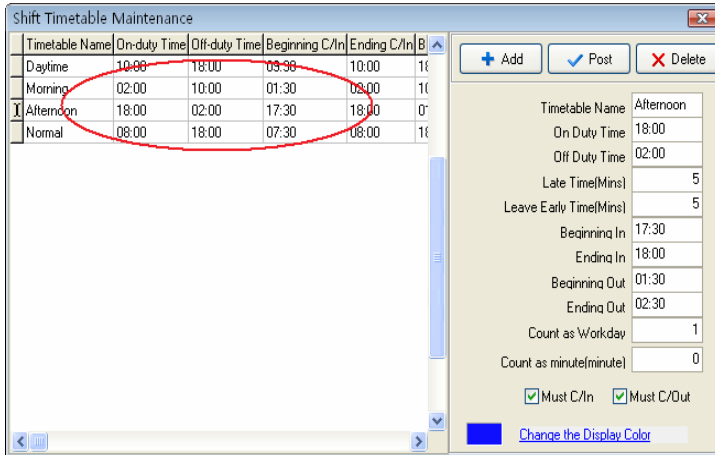 Shift Timetable Maintenance
Timetable Name On-duty Time Off-duty Time Beginning C/In Ending C/In B
Daytime 10:00 18:00 09:30 10:00 18
Morning 02:00 10:00 01:30 02:00 10
Afternoon 18:00 02:00 17:30 18:00 01
Normal 08:00 18:00 07:30 08:00 18
Add Post Delete
Timetable Name Afternoon
On Duty Time 18:00
Off Duty Time 02:00
Late Time(Mins) 5
Leave Early Time(Mins) 5
Beginning In 17:30
Ending In 18:00
Beginning Out 01:30
Ending Out 02:30
Count as Workday 1
Count as minute(minute) 0
Must C/In Must C/Out
Change the Display Color